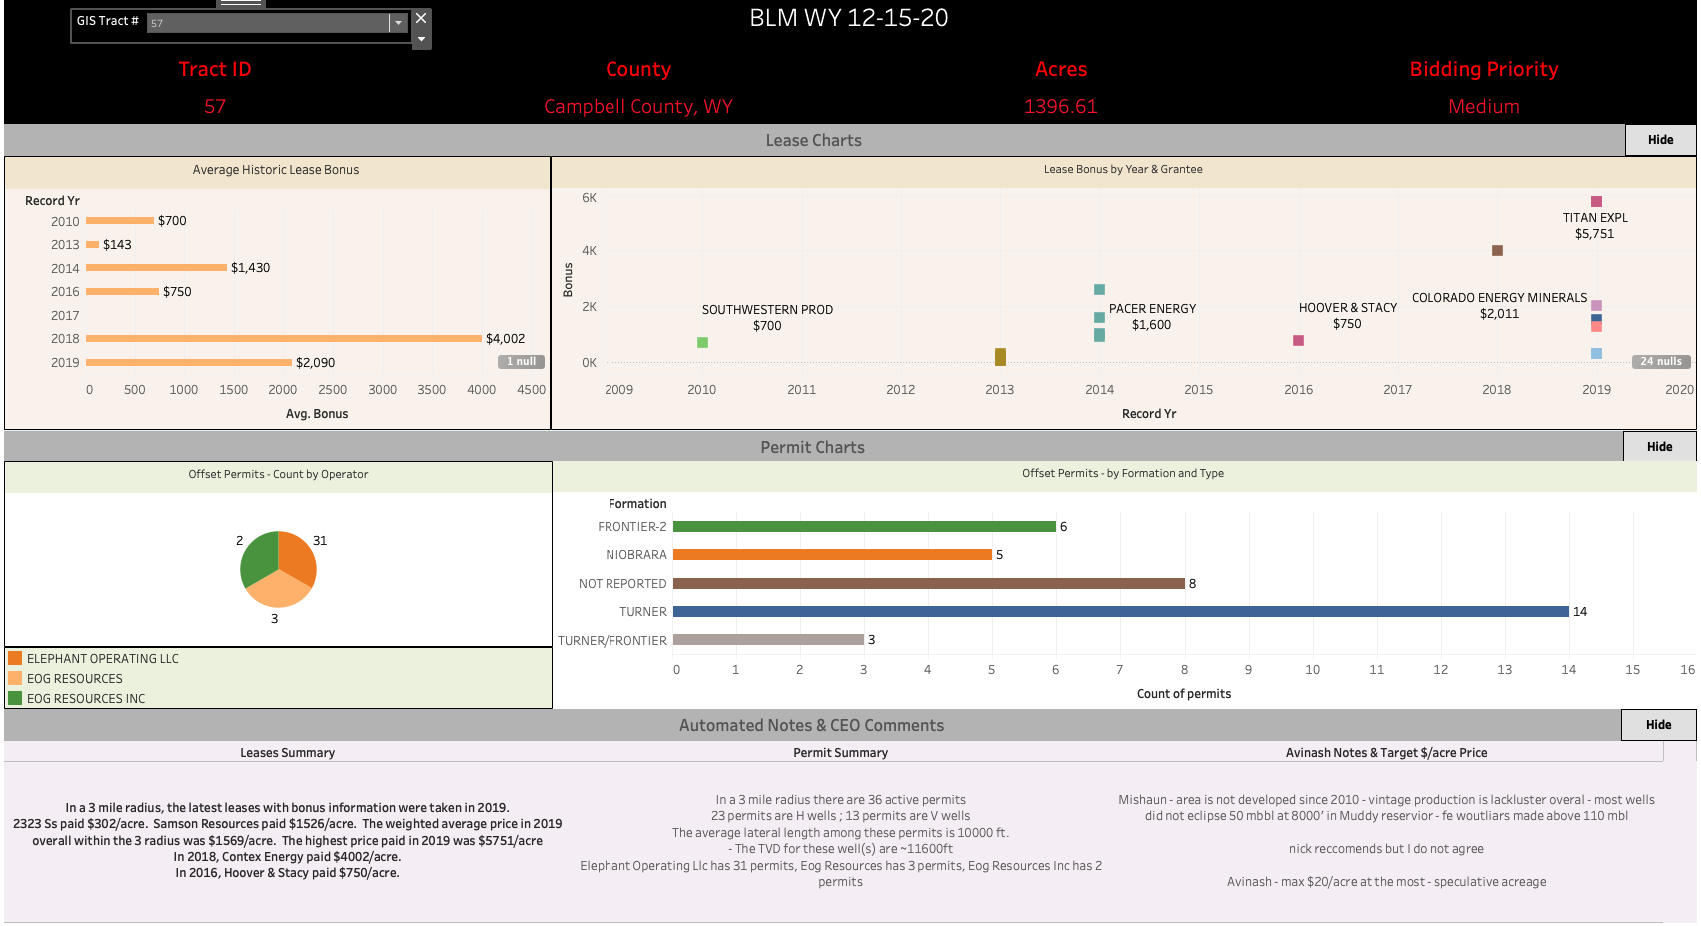 GIS Tract # 57
BLM WY 12-15-20
Tract ID
County
Acres
Bidding Priority
57
Campbell County, WY
1396.61
Medium
Lease Charts
Hide
Average Historic Lease Bonus
Record Yr
2010 $700
2013 $143
2014 $1,430
2016 $750
2017
2018 $4,002
2019 $2,090
1 null
0 500 1000 1500 2000 2500 3000 3500 4000 4500
Avg. Bonus
Lease Bonus by Year & Grantee
6K
4K
2K
0K
Bonus
SOUTHWESTERN PROD
$700
PACER ENERGY
$1,600
HOOVER & STACY
$750
COLORADO ENERGY MINERALS
$2,011
TITAN EXPL
$5,751
24 nulls
2009 2010 2011 2012 2013 2014 2015 2016 2017 2018 2019 2020
Record Yr
Permit Charts
Hide
Offset Permits - Count by Operator
2
31
3
ELEPHANT OPERATING LLC
EOG RESOURCES
EOG RESOURCES INC
Offset Permits - by Formation and Type
Formation
FRONTIER-2 6
NIOBRARA 5
NOT REPORTED 8
TURNER 14
TURNER/FRONTIER 3
0 1 2 3 4 5 6 7 8 9 10 11 12 13 14 15 16
Count of permits
Automated Notes & CEO Comments
Hide
Leases Summary
In a 3 mile radius, the latest leases with bonus information were taken in 2019.
2323 Ss paid $302/acre. Samson Resources paid $1526/acre. The weighted average price in 2019
overall within the 3 radius was $1569/acre. The highest price paid in 2019 was $5751/acre
In 2018, Contex Energy paid $4002/acre.
In 2016, Hoover & Stacy paid $750/acre.
Permit Summary
In a 3 mile radius there are 36 active permits
23 permits are H wells ; 13 permits are V wells
The average lateral length among these permits is 10000 ft.
- The TVD for these well(s) are ~11600ft
Elephant Operating Llc has 31 permits, Eog Resources has 3 permits, Eog Resources Inc has 2
permits
Avinash Notes & Target $/acre Price
Mishaun - area is not developed since 2010 - vintage production is lackluster overal - most wells
did not eclipse 50 mbbl at 8000' in Muddy reservior - fe woutliars made above 110 mbl
nick reccomends but I do not agree
Avinash - max $20/acre at the most - speculative acreage